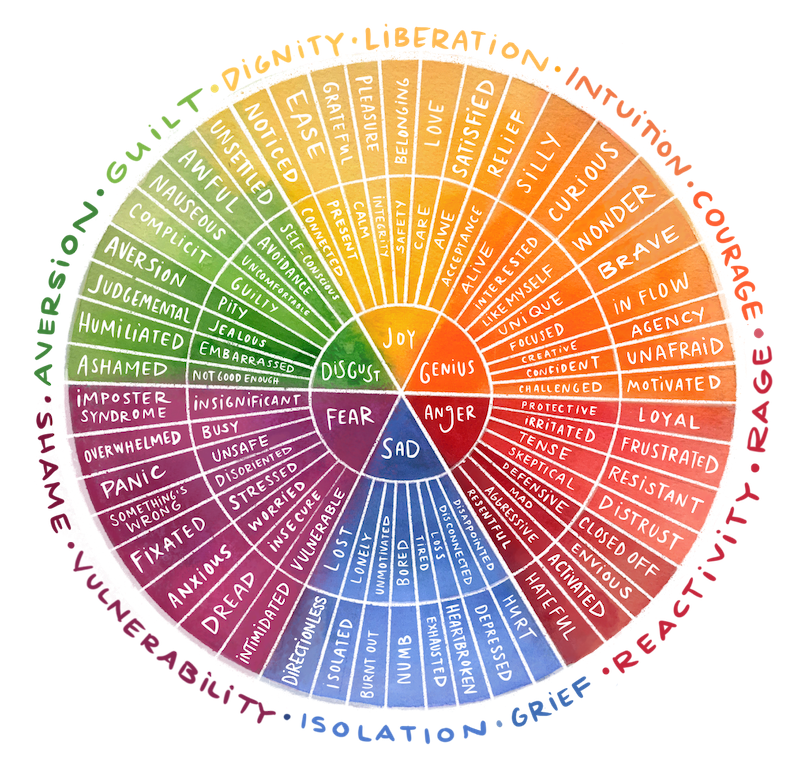 DIGNITY • LIBERATION •
INTUITION • COURAGE •
RAGE •
REACTIVITY •
GRIEF •
ISOLATION •
VULNERABILITY •
SHAME •
AVERSION •
GUILT •
JOY
CONNECTED
PRESENT
CALM
INTEGRITY
SAFETY
CARE
AWE
ACCEPTANCE
NOTICED
EASE
GRATEFUL
PLEASURE
BELONGING
LOVE
SATISFIED
RELIEF
GENIUS
ALIVE
INTERESTED
LIKE MYSELF
UNIQUE
FOCUSED
CREATIVE
CONFIDENT
CHALLENGED
SILLY
CURIOUS
WONDER
BRAVE
IN FLOW
AGENCY
UNAFRAID
MOTIVATED
ANGER
PROTECTIVE
IRRITATED
TENSE
SKEPTICAL
DEFENSIVE
MAD
AGGRESSIVE
RESENTFUL
LOYAL
FRUSTRATED
RESISTANT
DISTRUST
CLOSED OFF
ENVIOUS
ACTIVATED
HATEFUL
SAD
DISAPPOINTED
DISCONNECTED
LOSS
TIRED
BORED
UNMOTIVATED
LONELY
LOST
HURT
DEPRESSED
HEARTBROKEN
EXHAUSTED
NUMB
BURNT OUT
ISOLATED
DIRECTIONLESS
FEAR
VULNERABLE
INSECURE
WORRIED
STRESSED
DISORIENTED
UNSAFE
BUSY
INSIGNIFICANT
INTIMIDATED
DREAD
ANXIOUS
FIXATED
SOMETHING'S
WRONG
PANIC
OVERWHELMED
IMPOSTER
SYNDROME
DISGUST
NOT GOOD ENOUGH
EMBARRASSED
JEALOUS
PITY
GUILTY
UNCOMFORTABLE
AVOIDANCE
SELF-CONSCIOUS
ASHAMED
HUMILIATED
JUDGEMENTAL
AVERSION
COMPLICIT
NAUSEOUS
AWFUL
UNSETTLED